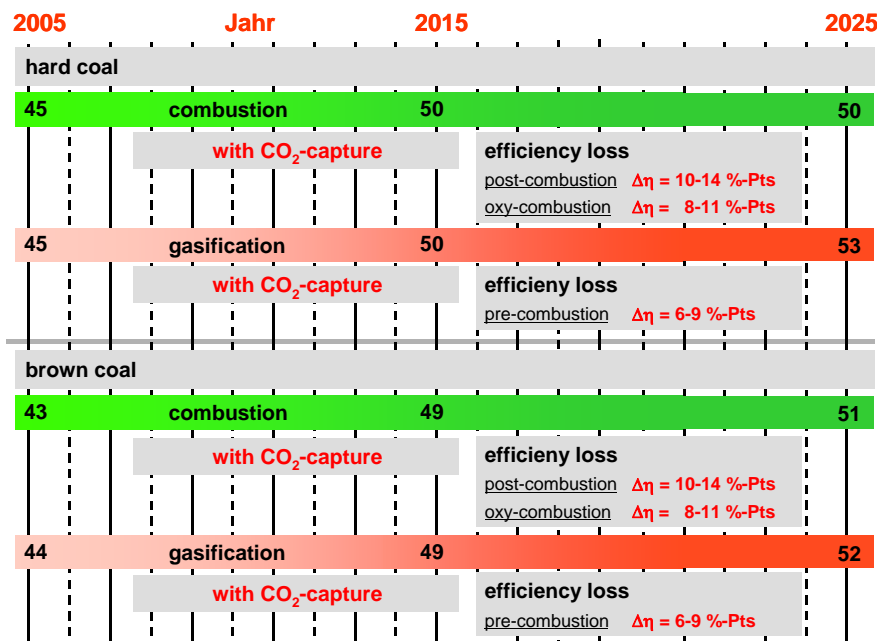 2005 Jahr 2015 2025
hard coal
45 combustion 50 50
with CO₂-capture
efficiency loss
post-combustion Δη = 10-14 %-Pts
oxy-combustion Δη = 8-11 %-Pts
45 gasification 50 53
with CO₂-capture
efficieny loss
pre-combustion Δη = 6-9 %-Pts
brown coal
43 combustion 49 51
with CO₂-capture
efficieny loss
post-combustion Δη = 10-14 %-Pts
oxy-combustion Δη = 8-11 %-Pts
44 gasification 49 52
with CO₂-capture
efficieny loss
pre-combustion Δη = 6-9 %-Pts